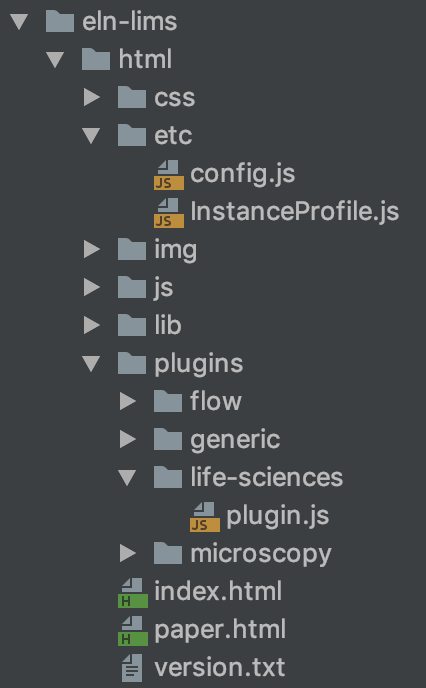 eln-lims
html
css
etc
JS config.js
JS InstanceProfile.js
img
js
lib
plugins
flow
generic
life-sciences
JS plugin.js
microscopy
H index.html
H paper.html
version.txt